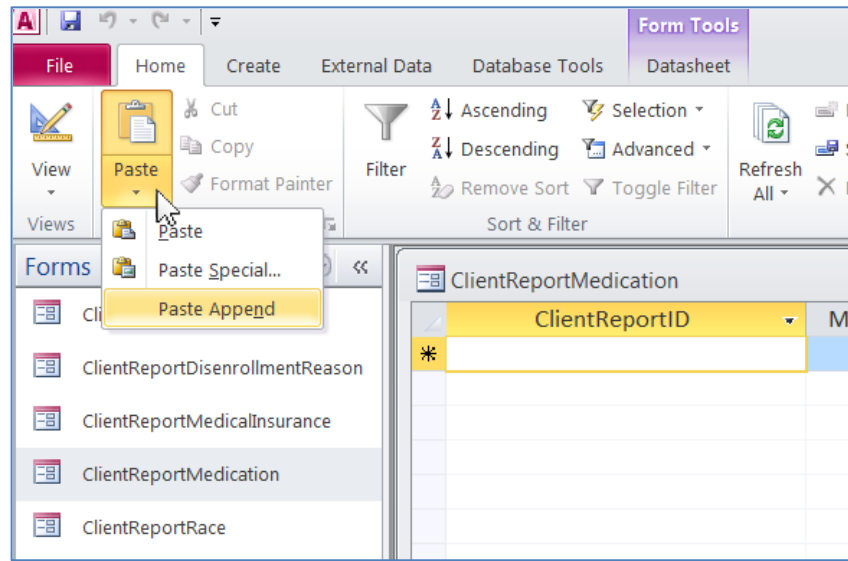 A
Form Tools
File Home Create External Data Database Tools Datasheet
View
Views
Paste
Cut
Copy
Format Painter
Filter
Ascending
Descending
Remove Sort
Selection
Advanced
Toggle Filter
Sort & Filter
Refresh
All
Paste
Paste Special...
Paste Append
Forms
ClientReportDisenrollmentReason
ClientReportMedicalInsurance
ClientReportMedication
ClientReportRace
ClientReportMedication
ClientReportID